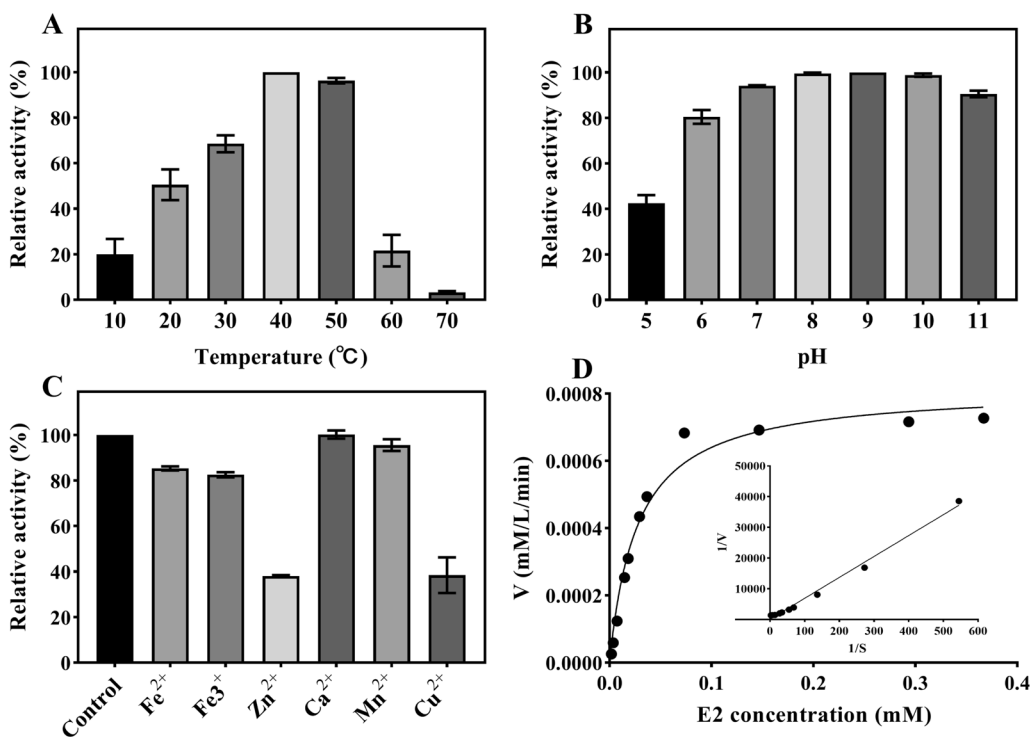 A
Relative activity (%)
100
80
60
40
20
0
10 20 30 40 50 60 70
Temperature (℃)
B
Relative activity (%)
100
80
60
40
20
0
5 6 7 8 9 10 11
pH
C
Relative activity (%)
100
80
60
40
20
0
Control Fe²⁺ Fe3⁺ Zn²⁺ Ca²⁺ Mn²⁺ Cu²⁺
D
V (mM/L/min)
0.0008
0.0006
0.0004
0.0002
0.0000
0.0 0.1 0.2 0.3 0.4
E2 concentration (mM)
1/V
50000
40000
30000
20000
10000
0 100 200 300 400 500 600
1/S